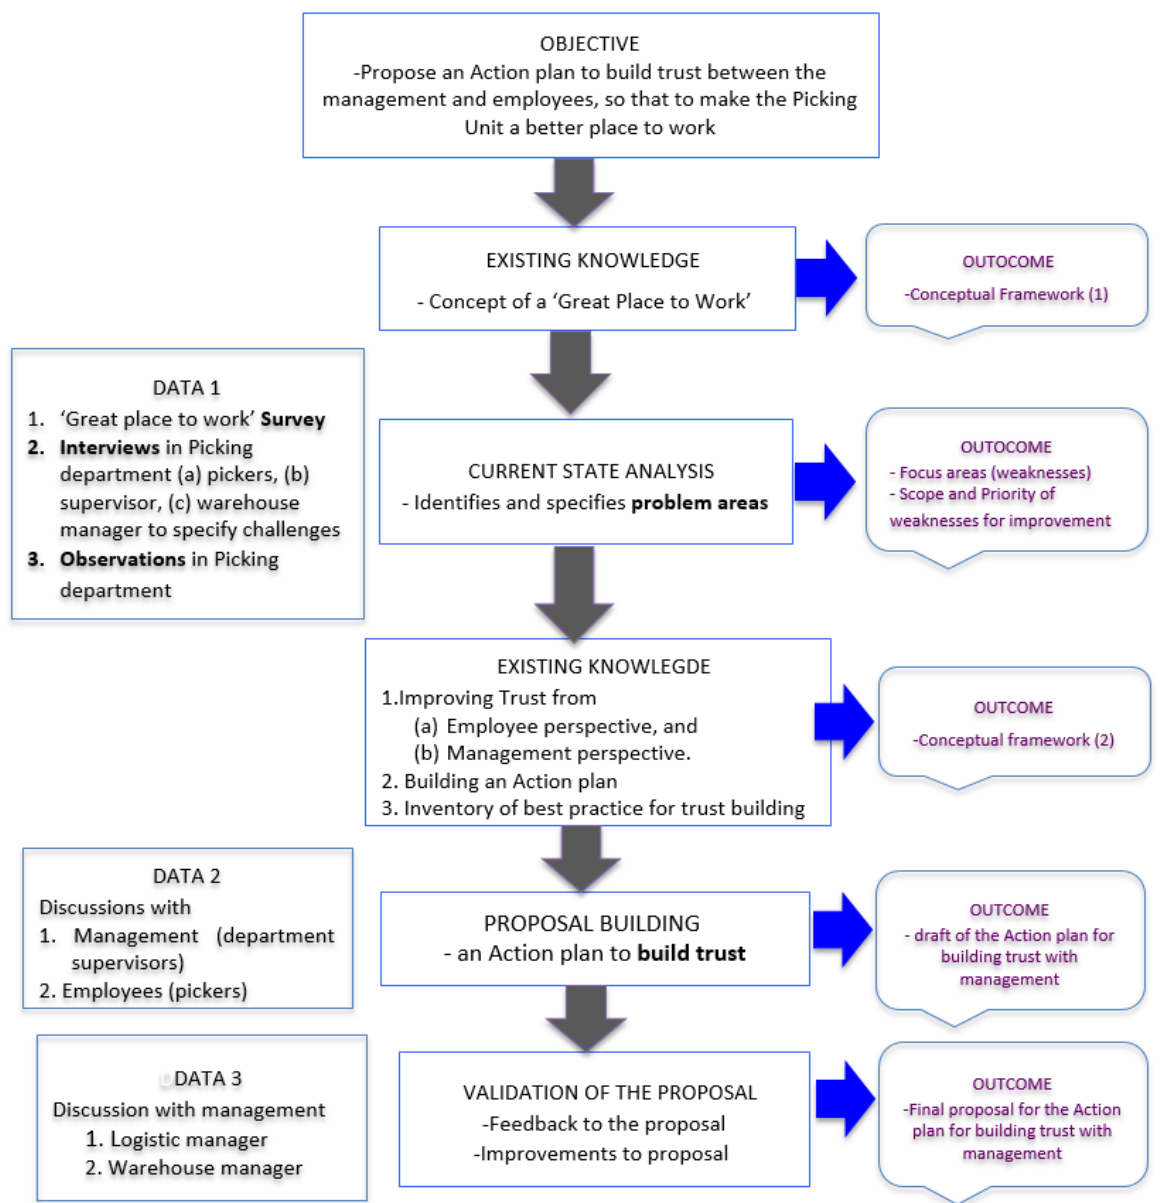 OBJECTIVE
-Propose an Action plan to build trust between the
management and employees, so that to make the Picking
Unit a better place to work
EXISTING KNOWLEDGE
- Concept of a ‘Great Place to Work’
OUTOCOME
-Conceptual Framework (1)
DATA 1
1. ‘Great place to work’ Survey
2. Interviews in Picking
department (a) pickers, (b)
supervisor, (c) warehouse
manager to specify challenges
3. Observations in Picking
department
CURRENT STATE ANALYSIS
- Identifies and specifies problem areas
OUTOCOME
- Focus areas (weaknesses)
- Scope and Priority of
weaknesses for improvement
EXISTING KNOWLEGDE
1.Improving Trust from
(a) Employee perspective, and
(b) Management perspective.
2. Building an Action plan
3. Inventory of best practice for trust building
OUTCOME
-Conceptual framework (2)
DATA 2
Discussions with
1. Management (department
supervisors)
2. Employees (pickers)
PROPOSAL BUILDING
- an Action plan to build trust
OUTCOME
- draft of the Action plan for
building trust with
management
DDATA 3
Discussion with management
1. Logistic manager
2. Warehouse manager
VALIDATION OF THE PROPOSAL
-Feedback to the proposal
-Improvements to proposal
OUTCOME
-Final proposal for the Action
plan for building trust with
management